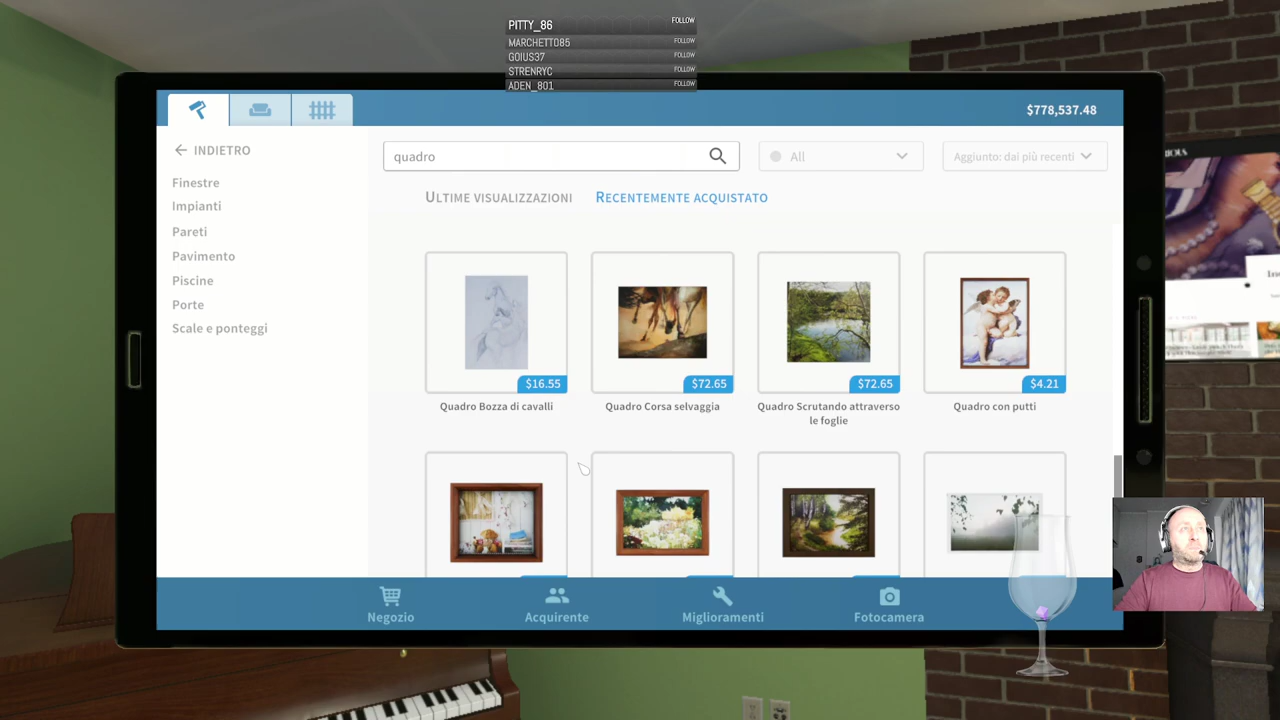 PITTY_86 FOLLOW
MARCHETTO85 FOLLOW
GOIUS37 FOLLOW
STRENRYC FOLLOW
ADEN_801 FOLLOW
$778,537.48
INDIETRO
Finestre
Impianti
Pareti
Pavimento
Piscine
Porte
Scale e ponteggi
quadro
All
Aggiunto: dai più recenti
ULTIME VISUALIZZAZIONI
RECENTEMENTE ACQUISTATO
$16.55
$72.65
$72.65
$4.21
Quadro Bozza di cavalli
Quadro Corsa selvaggia
Quadro Scrutando attraverso
le foglie
Quadro con putti
Negozio
Acquirente
Miglioramenti
Fotocamera